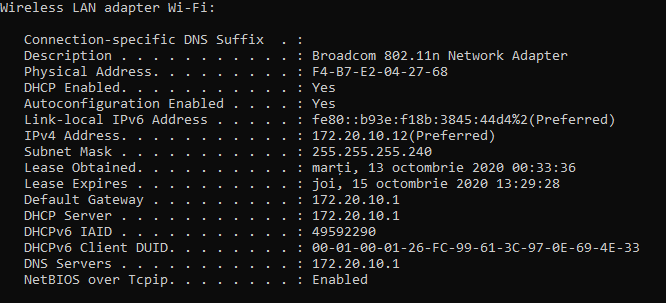 Wireless LAN adapter Wi-Fi:
Connection-specific DNS Suffix  . :
Description . . . . . . . . . . . : Broadcom 802.11n Network Adapter
Physical Address. . . . . . . . . : F4-B7-E2-04-27-68
DHCP Enabled. . . . . . . . . . . : Yes
Autoconfiguration Enabled . . . . : Yes
Link-local IPv6 Address . . . . . : fe80::b93e:f18b:3845:44d4%2(Preferred)
IPv4 Address. . . . . . . . . . . : 172.20.10.12(Preferred)
Subnet Mask . . . . . . . . . . . : 255.255.255.240
Lease Obtained. . . . . . . . . . : marți, 13 octombrie 2020 00:33:36
Lease Expires . . . . . . . . . . : joi, 15 octombrie 2020 13:29:28
Default Gateway . . . . . . . . . : 172.20.10.1
DHCP Server . . . . . . . . . . . : 172.20.10.1
DHCPv6 IAID . . . . . . . . . . . : 49592290
DHCPv6 Client DUID. . . . . . . . : 00-01-00-01-26-FC-99-61-3C-97-0E-69-4E-33
DNS Servers . . . . . . . . . . . : 172.20.10.1
NetBIOS over Tcpip. . . . . . . . : Enabled